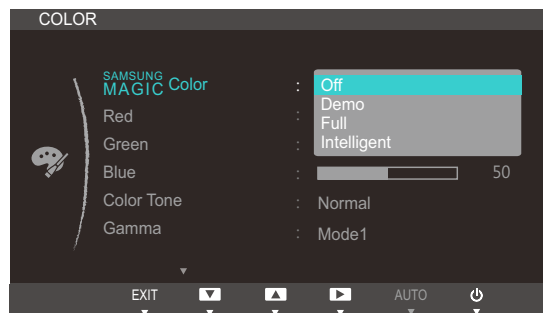 COLOR
SAMSUNG
MAGIC Color : Off
Demo
Red :
Full
Green : Intelligent
Blue : 50
Color Tone : Normal
Gamma : Mode1
EXIT AUTO